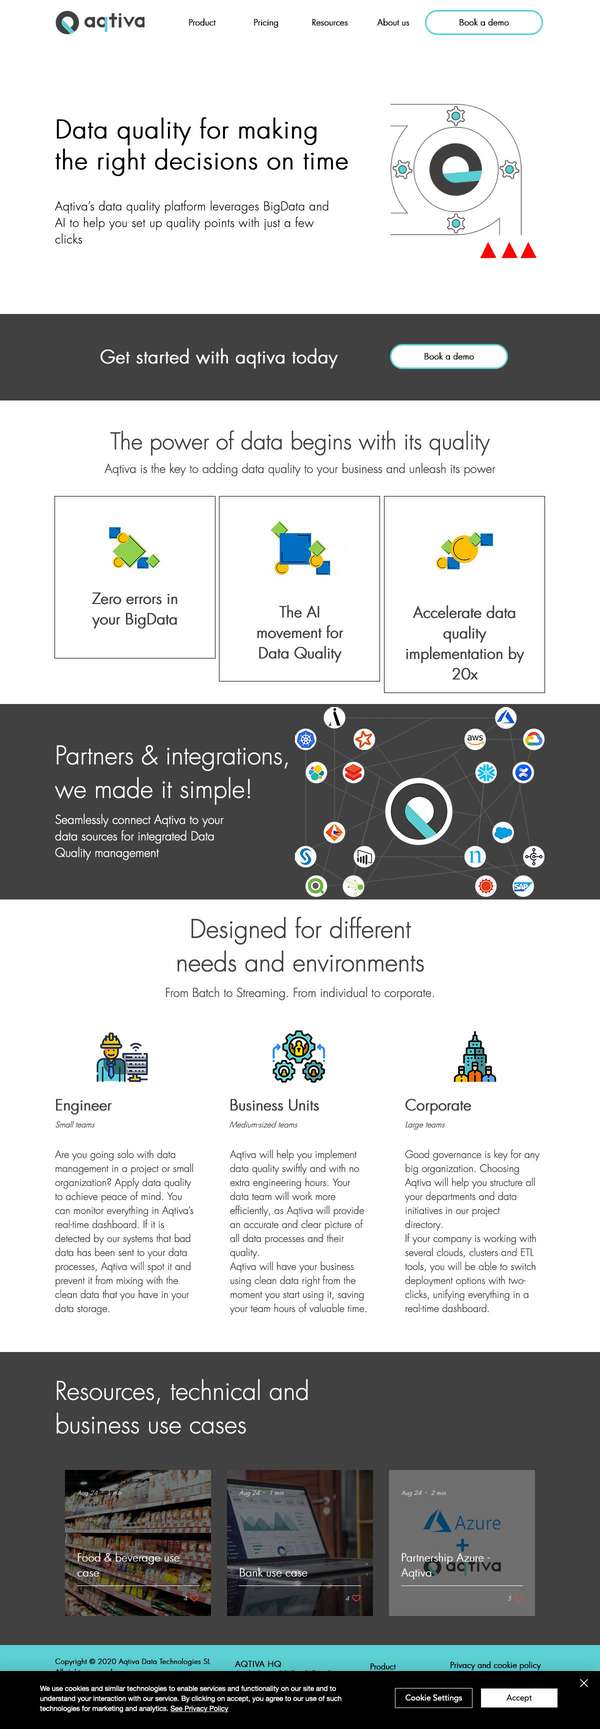 aqtiva
Product
Pricing
Resources
About us
Book a demo
Data quality for making
the right decisions on time
Aqtiva's data quality platform leverages BigData and
AI to help you set up quality points with just a few
clicks
Get started with aqtiva today
Book a demo
The power of data begins with its quality
Aqtiva is the key to adding data quality to your business and unleash its power
Zero errors in
your BigData
The AI
movement for
Data Quality
Accelerate data
quality
implementation by
20x
Partners & integrations,
we made it simple!
Seamlessly connect Aqtiva to your
data sources for integrated Data
Quality management
aws
SAP
Designed for different
needs and environments
From Batch to Streaming. From individual to corporate.
Engineer
Small teams
Are you going solo with data
management in a project or small
organization? Apply data quality
to achieve peace of mind. You
can monitor everything in Aqtiva's
real-time dashboard. If it is
detected by our systems that bad
data has been sent to your data
processes, Aqtiva will spot it and
prevent it from mixing with the
clean data that you have in your
data storage.
Business Units
Medium-sized teams
Aqtiva will help you implement
data quality swiftly and with no
extra engineering hours. Your
data team will work more
efficiently, as Aqtiva will provide
an accurate and clear picture of
all data processes and their
quality.
Aqtiva will have your business
using clean data right from the
moment you start using it, saving
your team hours of valuable time.
Corporate
Large teams
Good governance is key for any
big organization. Choosing
Aqtiva will help you structure all
your departments and data
initiatives in our project
directory.
If your company is working with
several clouds, clusters and ETL
tools, you will be able to switch
deployment options with two-
clicks, unifying everything in a
real-time dashboard.
Resources, technical and
business use cases
Aug 24
Food & beverage use
case
4
Aug 24 · 1 min
Bank use case
4
Aug 24 · 2 min
Azure
+
aqtiva
Partnership Azure -
Aqtiva
5
Copyright © 2020 Aqtiva Data Technologies SL
AQTIVA HQ
Product
Privacy and cookie policy
We use cookies and similar technologies to enable services and functionality on our site and to
understand your interaction with our service. By clicking on accept, you agree to our use of such
technologies for marketing and analytics. See Privacy Policy
Cookie Settings
Accept